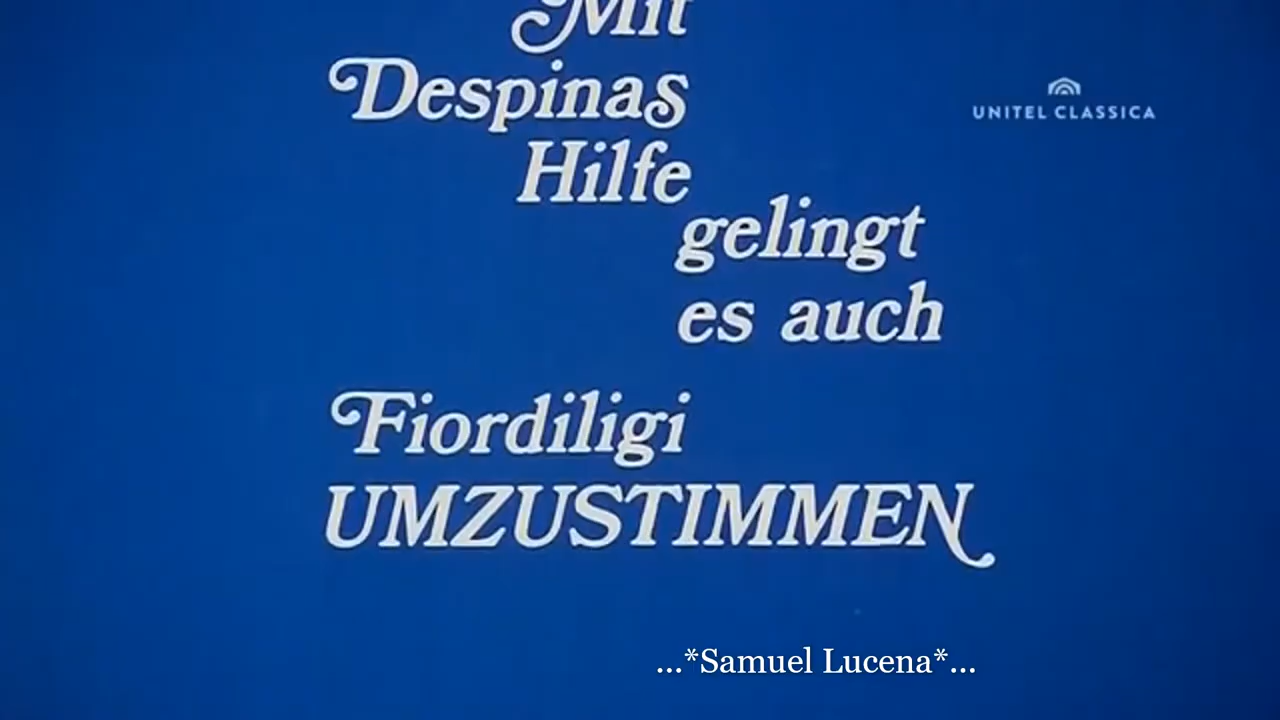 Mit
Despinas
UNITEL CLASSICA
Hilfe
gelingt
es auch
Fiordiligi
UMZUSTIMMEN
...*Samuel Lucena*...